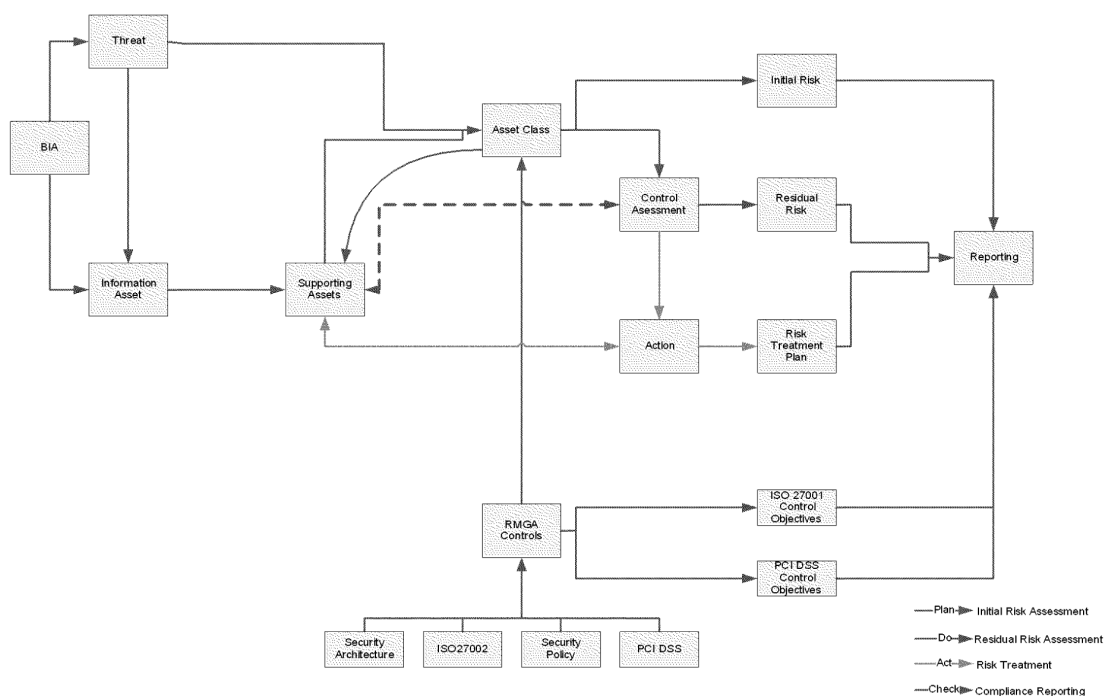 Threat
BIA
Information
Asset
Supporting
Assets
Asset Class
Initial Risk
Control
Asessment
Residual
Risk
Reporting
Action
Risk
Treatment
Plan
RMGA
Controls
ISO 27001
Control
Objectives
PCI DSS
Control
Objectives
Security
Architecture
ISO27002
Security
Policy
PCI DSS
Plan Initial Risk Assessment
Do Residual Risk Assessment
Act Risk Treatment
Check Compliance Reporting